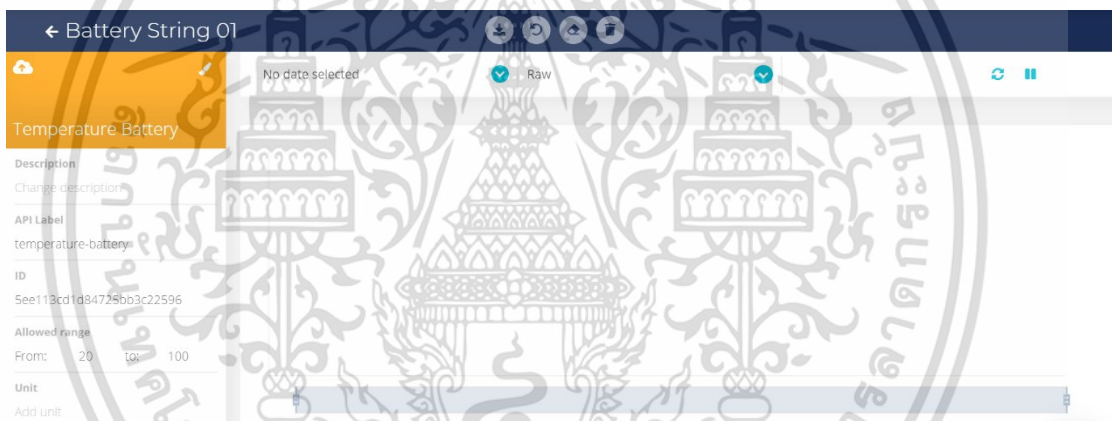 ← Battery String 01
No date selected
Raw
Temperature Battery
Description
Change description
API Label
temperature-battery
ID
5ee113cd1d84725bb3c22596
Allowed range
From: 20 to: 100
Unit
Add unit